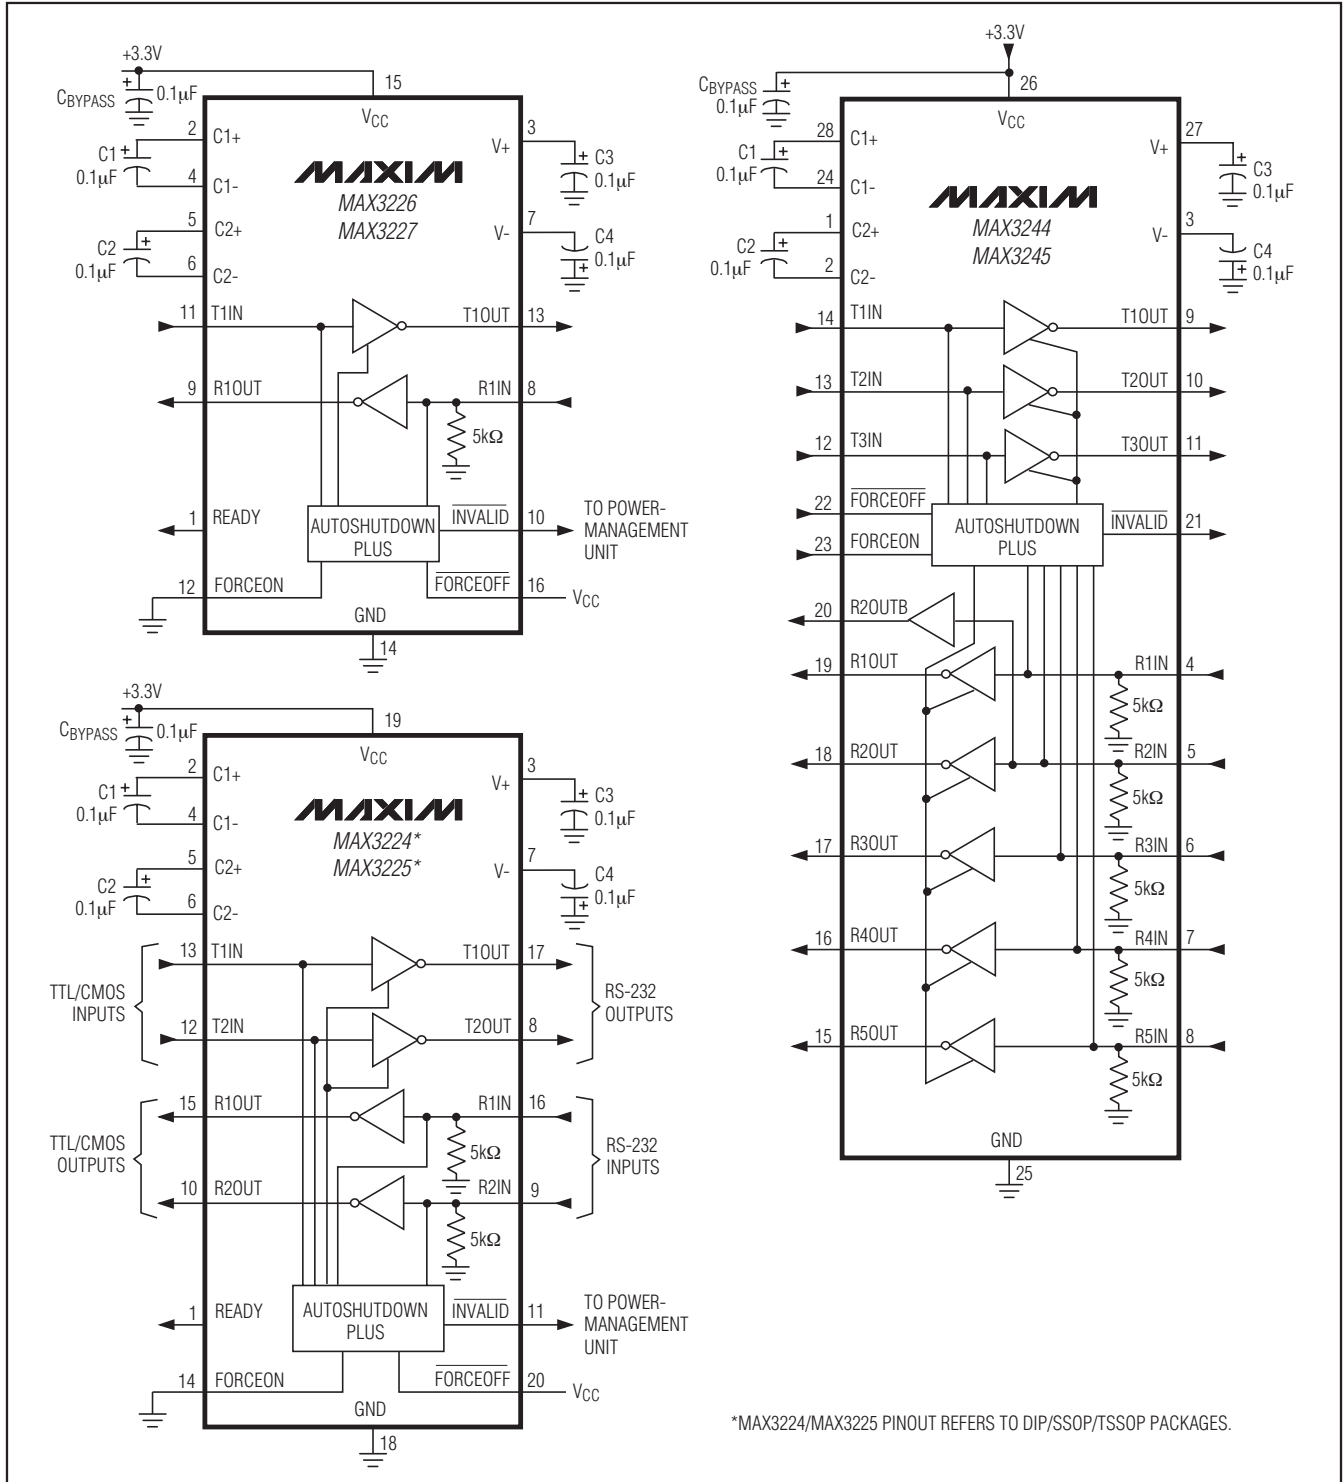 +3.3V
CBYPASS
+
0.1µF
15
VCC
2
C1+
C1
+
0.1µF
4
C1-
5
C2+
C2
+
0.1µF
6
C2-
MAXIM
MAX3226
MAX3227
3
V+
+
C3
0.1µF
7
V-
C4
+
0.1µF
11
T1IN
T1OUT
13
9
R1OUT
R1IN
8
5kΩ
1
READY
AUTOSHUTDOWN
PLUS
INVALID
10
TO POWER-
MANAGEMENT
UNIT
12
FORCEON
FORCEOFF
16
VCC
GND
14
+3.3V
CBYPASS
+
0.1µF
19
VCC
2
C1+
C1
+
0.1µF
4
C1-
5
C2+
C2
+
0.1µF
6
C2-
MAXIM
MAX3224*
MAX3225*
3
V+
+
C3
0.1µF
7
V-
C4
+
0.1µF
TTL/CMOS
INPUTS
13
T1IN
T1OUT
17
12
T2IN
T2OUT
8
RS-232
OUTPUTS
TTL/CMOS
OUTPUTS
15
R1OUT
R1IN
16
5kΩ
10
R2OUT
R2IN
9
5kΩ
RS-232
INPUTS
1
READY
AUTOSHUTDOWN
PLUS
INVALID
11
TO POWER-
MANAGEMENT
UNIT
14
FORCEON
FORCEOFF
20
VCC
GND
18
+3.3V
CBYPASS
+
0.1µF
26
VCC
28
C1+
C1
+
0.1µF
24
C1-
1
C2+
C2
+
0.1µF
2
C2-
MAXIM
MAX3244
MAX3245
27
V+
+
C3
0.1µF
3
V-
C4
+
0.1µF
14
T1IN
T1OUT
9
13
T2IN
T2OUT
10
12
T3IN
T3OUT
11
22
FORCEOFF
23
FORCEON
AUTOSHUTDOWN
PLUS
INVALID
21
20
R2OUTB
19
R1OUT
R1IN
4
5kΩ
18
R2OUT
R2IN
5
5kΩ
17
R3OUT
R3IN
6
5kΩ
16
R4OUT
R4IN
7
5kΩ
15
R5OUT
R5IN
8
5kΩ
GND
25
*MAX3224/MAX3225 PINOUT REFERS TO DIP/SSOP/TSSOP PACKAGES.